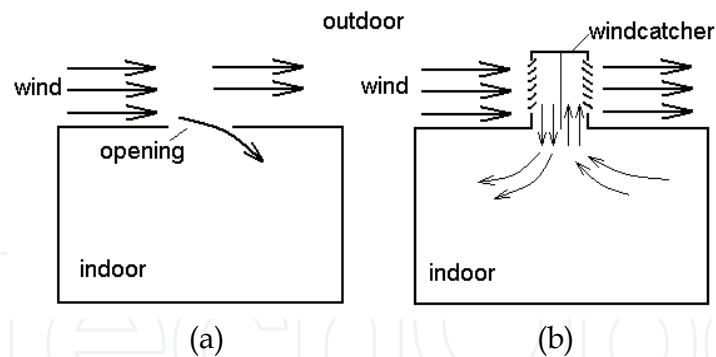 outdoor
wind
opening
indoor
(a)
windcatcher
wind
indoor
(b)